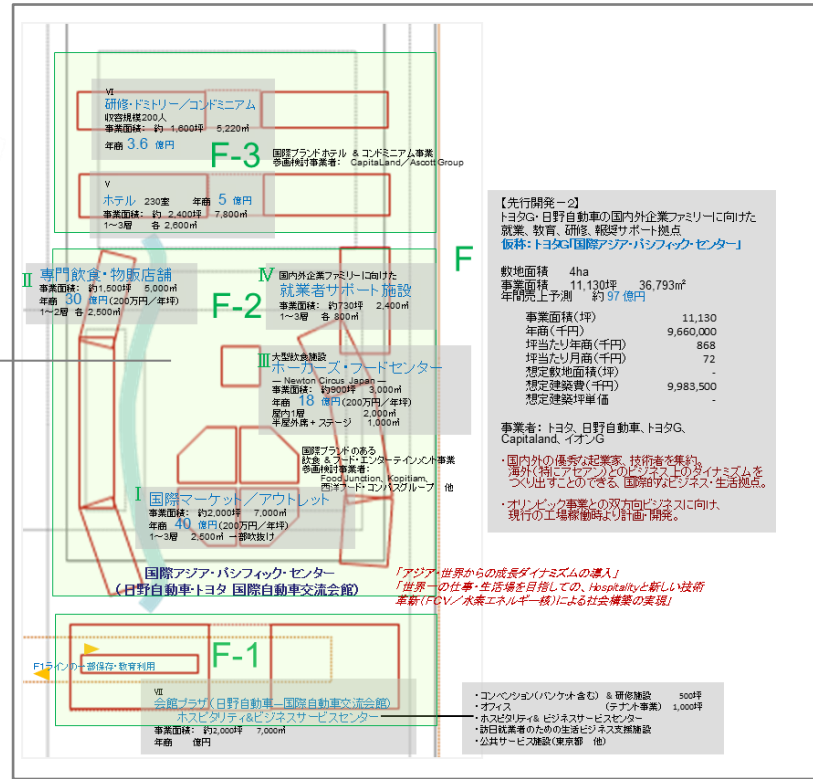 Ⅵ
研修・ドミトリー／コンドミニアム
収容規模200人
事業面積： 約 1,600坪 5,220㎡
年商 3.6 億円
F-3
国際ブランドホテル & コンドミニアム事業
参画検討事業者： CapitaLand／Ascott Group
Ⅴ
ホテル 230室 年商 5 億円
事業面積： 約 2,400坪 7,800㎡
1～3層 各 2,600㎡
F
Ⅱ 専門飲食・物販店舗
事業面積： 約1,500坪 5,000㎡
年商 30 億円(200万円／年坪)
1～2層 各 2,500㎡
F-2
Ⅳ 国内外企業ファミリーに向けた
就業者サポート施設
事業面積： 約730坪 2,400㎡
1～3層 各 800㎡
Ⅲ 大型飲食施設
ホーカーズ・フードセンター
― Newton Circus Japan ―
事業面積： 約900坪 3,000㎡
年商 18 億円(200万円／年坪)
屋内1層 2,000㎡
半屋外席＋ステージ 1,000㎡
国際ブランドのある
飲食 & フード・エンターテインメント事業
参画検討事業者：
Food Junction、Kopitiam、
西洋フード・コンパスグループ 他
Ⅰ 国際マーケット／アウトレット
事業面積： 約2,000坪 7,000㎡
年商 40 億円(200万円／年坪)
1～3層 2,500㎡ 一部吹抜け
国際アジア・パシフィック・センター
（日野自動車・トヨタ 国際自動車交流会館）
「アジア・世界からの成長ダイナミズムの導入」
「世界一の仕事・生活場を目指しての、Hospitalityと新しい技術
革新（FCV／水素エネルギー核）による社会構築の実現」
F-1
F1ラインの一部保存・教育利用
Ⅶ
会館プラザ（日野自動車―国際自動車交流会館）
ホスピタリティ&ビジネスサービスセンター
事業面積： 約2,000坪 7,000㎡
年商 億円
・コンベンション（バンケット含む） & 研修施設 500坪
・オフィス (テナント事業) 1,000坪
・ホスピタリティ& ビジネスサービスセンター
・訪日就業者のための生活ビジネス支援施設
・公共サービス施設（東京都 他）
【先行開発－2】
トヨタG・日野自動車の国内外企業ファミリーに向けた
就業、教育、研修、報奨サポート拠点
仮称：トヨタG「国際アジア・パシフィック・センター」
敷地面積 4ha
事業面積 11,130坪 36,793㎡
年間売上予測 約 97 億円
事業面積(坪) 11,130
年商(千円) 9,660,000
坪当たり年商(千円) 868
坪当たり月商(千円) 72
想定敷地面積(坪) -
想定建築費(千円) 9,983,500
想定建築坪単価 -
事業者：トヨタ、日野自動車、トヨタG、
Capitaland、イオンG
・国内外の優秀な起業家、技術者を集約。
海外（特にアセアン）とのビジネス上のダイナミズムを
つくり出すことのできる、国際的なビジネス・生活拠点。
・オリンピック事業との双方向ビジネスに向け、
現行の工場稼働時より計画・開発。